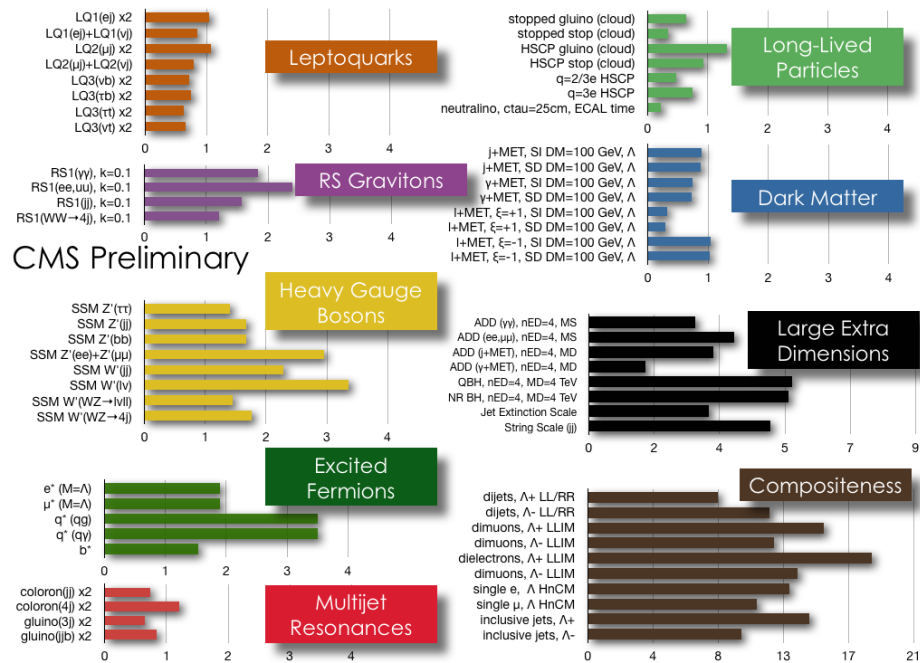 LQ1(ej) x2
LQ1(ej)+LQ1(νj)
LQ2(μj) x2
LQ2(μj)+LQ2(νj)
LQ3(νb) x2
LQ3(τb) x2
LQ3(τt) x2
LQ3(vt) x2
0 1 2 3 4
Leptoquarks
RS1(γγ), k=0.1
RS1(ee,uu), k=0.1
RS1(jj), k=0.1
RS1(WW→4j), k=0.1
0 1 2 3 4
RS Gravitons
CMS Preliminary
SSM Z'(ττ)
SSM Z'(jj)
SSM Z'(bb)
SSM Z'(ee)+Z'(μμ)
SSM W'(jj)
SSM W'(lv)
SSM W'(WZ→lvll)
SSM W'(WZ→4j)
0 1 2 3 4
Heavy Gauge
Bosons
e* (M=Λ)
μ* (M=Λ)
q* (qg)
q* (qγ)
b*
0 1 2 3 4
Excited
Fermions
coloron(jj) x2
coloron(4j) x2
gluino(3j) x2
gluino(jjb) x2
0 1 2 3 4
Multijet
Resonances
stopped gluino (cloud)
stopped stop (cloud)
HSCP gluino (cloud)
HSCP stop (cloud)
q=2/3e HSCP
q=3e HSCP
neutralino, ctau=25cm, ECAL time
0 1 2 3 4
Long-Lived
Particles
j+MET, SI DM=100 GeV, Λ
j+MET, SD DM=100 GeV, Λ
γ+MET, SI DM=100 GeV, Λ
γ+MET, SD DM=100 GeV, Λ
l+MET, ξ=+1, SI DM=100 GeV, Λ
l+MET, ξ=+1, SD DM=100 GeV, Λ
l+MET, ξ=-1, SI DM=100 GeV, Λ
l+MET, ξ=-1, SD DM=100 GeV, Λ
0 1 2 3 4
Dark Matter
ADD (γγ), nED=4, MS
ADD (ee,μμ), nED=4, MS
ADD (j+MET), nED=4, MD
ADD (γ+MET), nED=4, MD
QBH, nED=4, MD=4 TeV
NR BH, nED=4, MD=4 TeV
Jet Extinction Scale
String Scale (jj)
0 2 4 5 7 9
Large Extra
Dimensions
dijets, Λ+ LL/RR
dijets, Λ- LL/RR
dimuons, Λ+ LLIM
dimuons, Λ- LLIM
dielectrons, Λ+ LLIM
dimuons, Λ- LLIM
single e, Λ HnCM
single μ, Λ HnCM
inclusive jets, Λ+
inclusive jets, Λ-
0 4 8 13 17 21
Compositeness